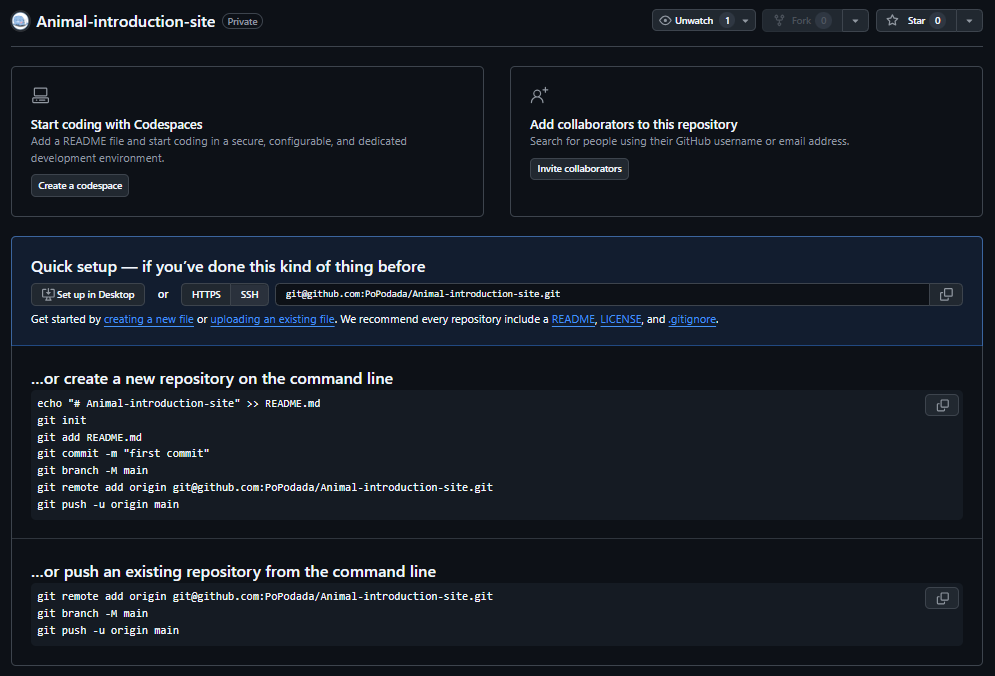 Animal-introduction-site Private
Unwatch 1
Fork 0
Star 0
Start coding with Codespaces
Add a README file and start coding in a secure, configurable, and dedicated
development environment.
Create a codespace
Add collaborators to this repository
Search for people using their GitHub username or email address.
Invite collaborators
Quick setup — if you’ve done this kind of thing before
Set up in Desktop or HTTPS SSH git@github.com:PoPodada/Animal-introduction-site.git
Get started by creating a new file or uploading an existing file. We recommend every repository include a README, LICENSE, and .gitignore.
…or create a new repository on the command line
echo "# Animal-introduction-site" >> README.md
git init
git add README.md
git commit -m "first commit"
git branch -M main
git remote add origin git@github.com:PoPodada/Animal-introduction-site.git
git push -u origin main
…or push an existing repository from the command line
git remote add origin git@github.com:PoPodada/Animal-introduction-site.git
git branch -M main
git push -u origin main